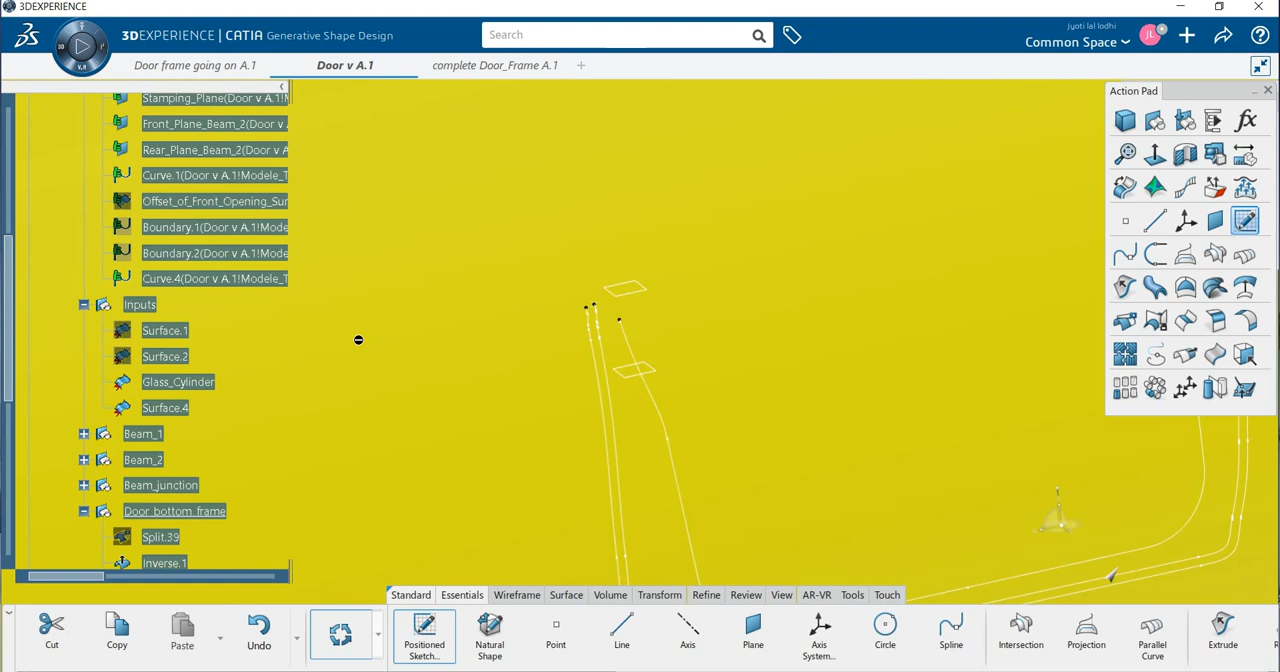 3DEXPERIENCE
3DEXPERIENCE | CATIA Generative Shape Design
Search
Jyoti lal lodhi
Common Space
JL
3D
V.R
Door frame going on A.1
Door v A.1
complete Door_Frame A.1
Action Pad
fx
Stamping_Plane(Door v A.1!M
Front_Plane_Beam_2(Door v A
Rear_Plane_Beam_2(Door v A
Curve.1(Door v A.1!Modele_T
Offset_of_Front_Opening_Sur
Boundary.1(Door v A.1!Mode
Boundary.2(Door v A.1!Mode
Curve.4(Door v A.1!Modele_T
Inputs
Surface.1
Surface.2
Glass_Cylinder
Surface.4
Beam_1
Beam_2
Beam_junction
Door bottom frame
Split.39
Inverse.1
Standard Essentials Wireframe Surface Volume Transform Refine Review View AR-VR Tools Touch
Cut
Copy
Paste
Undo
Positioned Sketch...
Natural Shape
Point
Line
Axis
Plane
Axis System...
Circle
Spline
Intersection
Projection
Parallel Curve
Extrude